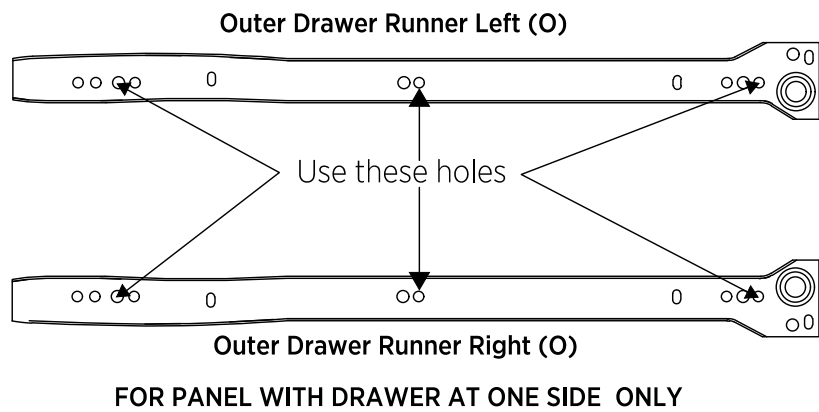 Outer Drawer Runner Left (O)
Use these holes
Outer Drawer Runner Right (O)
FOR PANEL WITH DRAWER AT ONE SIDE ONLY